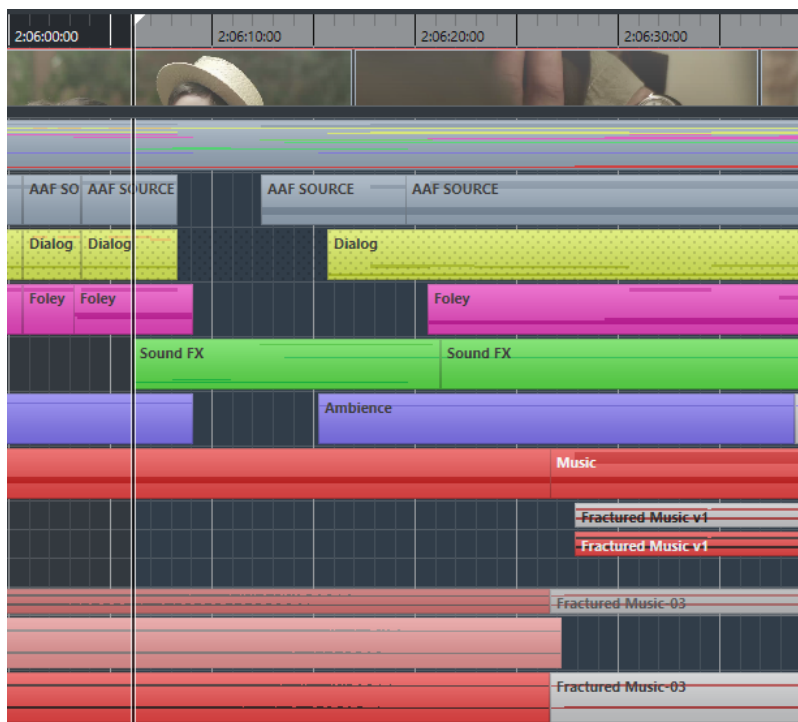 2:06:00:00 2:06:10:00 2:06:20:00 2:06:30:00
AAF SO AAF SOURCE AAF SOURCE AAF SOURCE
Dialog Dialog Dialog
Foley Foley Foley
Sound FX Sound FX
Ambience
Music
Fractured Music v1
Fractured Music v1
Fractured Music-03
Fractured Music-03